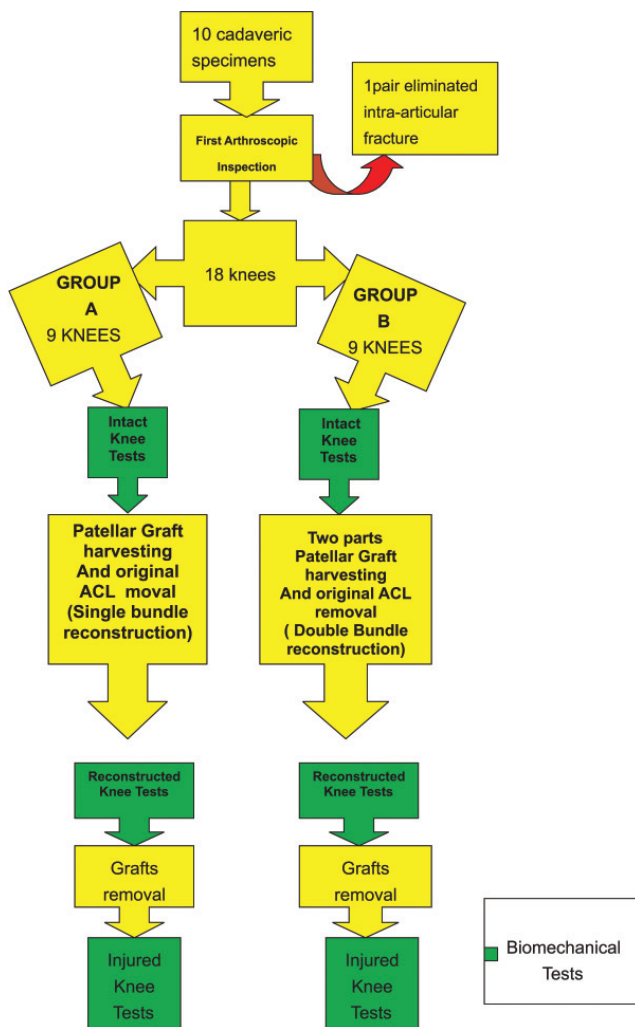 10 cadaveric
specimens
1pair eliminated
intra-articular
fracture
First Arthroscopic
Inspection
18 knees
GROUP
A
9 KNEES
GROUP
B
9 KNEES
Intact
Knee
Tests
Intact
Knee
Tests
Patellar Graft
harvesting
And original
ACL moval
(Single bundle
reconstruction)
Two parts
Patellar Graft
harvesting
And original ACL
removal
( Double Bundle
reconstruction)
Reconstructed
Knee Tests
Reconstructed
Knee Tests
Grafts
removal
Grafts
removal
Injured
Knee
Tests
Injured
Knee
Tests
Biomechanical
Tests